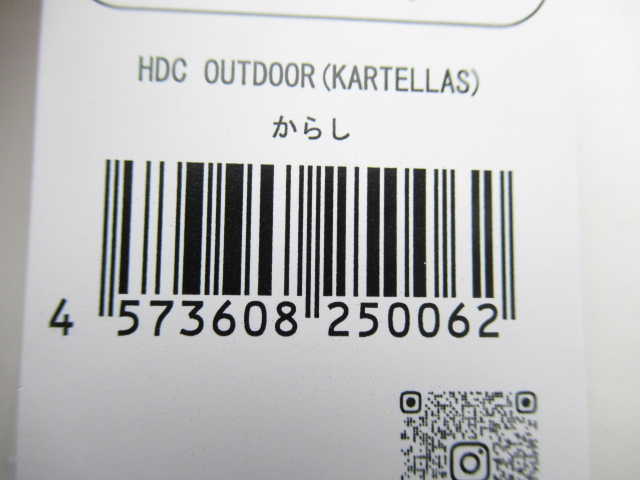 HDC OUTDOOR(KARTELLAS)
からし
4 573608 250062